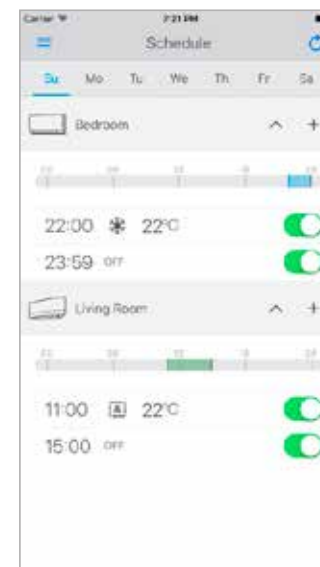 Carrier 7:21 PM
Schedule
Su Mo Tu We Th Fr Sa
Bedroom
22:00 22°C
23:59 OFF
Living Room
11:00 A 22°C
15:00 OFF